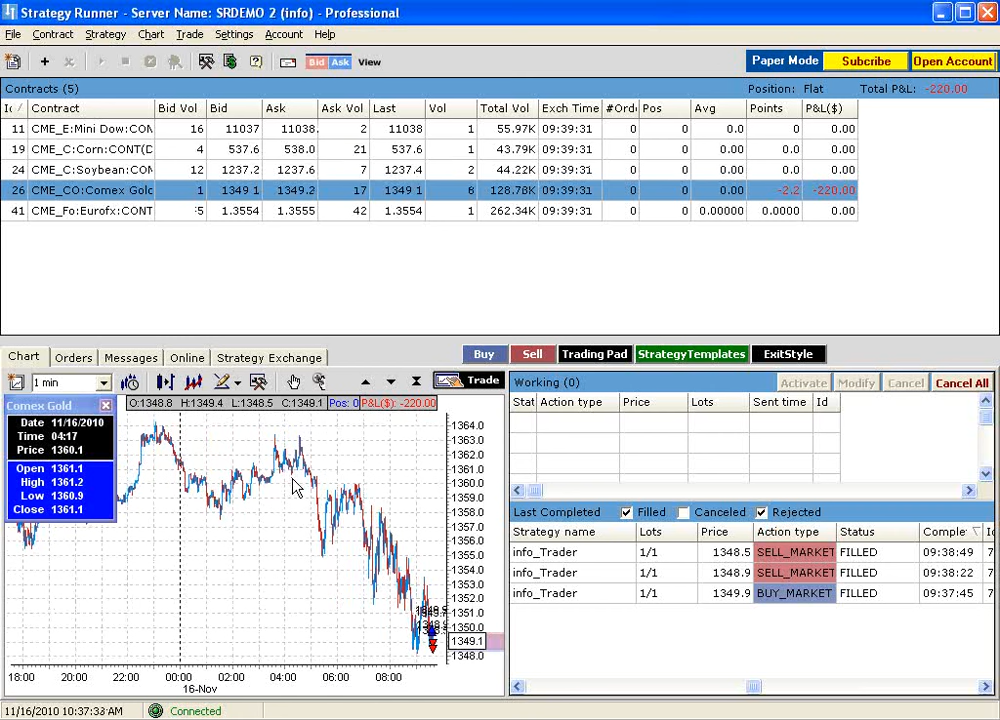 Strategy Runner - Server Name: SRDEMO 2 (info) - Professional
File Contract Strategy Chart Trade Settings Account Help
Bid Ask View Paper Mode Subcribe Open Account
Contracts (5) Position: Flat Total P&L: -220.00
Contract Bid Vol Bid Ask Ask Vol Last Vol Total Vol Exch Time #Ord Pos Avg Points P&L($)
11 CME_E:Mini Dow:CON 16 11037 11038. 2 11038 1 55.97K 09:39:31 0 0 0.0 0.0 0.00
19 CME_C:Corn:CONT(D 4 537.6 538.0 21 537.6 1 43.79K 09:39:31 0 0 0.0 0.0 0.00
24 CME_C:Soybean:CON 12 1237.2 1237.6 7 1237.4 2 44.22K 09:39:31 0 0 0.0 0.0 0.00
26 CME_CO:Comex Gold 1 1349 1 1349.2 17 1349 1 8 128.78K 09:39:31 0 0 0.0 -2.2 -220.00
41 CME_Fo:Eurofx:CONT 5 1.3554 1.3555 42 1.3554 1 262.34K 09:39:31 0 0 0.00000 0.0000 0.00
Chart Orders Messages Online Strategy Exchange Buy Sell Trading Pad StrategyTemplates ExitStyle
1 min Trade
Working (0) Activate Modify Cancel Cancel All
Comex Gold
O:1348.8 H:1349.4 L:1348.5 C:1349.1 Pos: 0 P&L($): -220.00
Stat Action type Price Lots Sent time Id
Date 11/16/2010
Time 04:17
Price 1360.1
Open 1361.1
High 1361.2
Low 1360.9
Close 1361.1
1364.0
1363.0
1362.0
1361.0
1360.0
1359.0
1358.0
1357.0
1356.0
1355.0
1354.0
1353.0
1352.0
1351.0
1350.0
1349.1
1348.0
18:00 20:00 22:00 00:00 02:00 04:00 06:00 08:00
16-Nov
Last Completed Filled Canceled Rejected
Strategy name Lots Price Action type Status Comple Id
info_Trader 1/1 1348.5 SELL_MARKET FILLED 09:38:49 7
info_Trader 1/1 1348.9 SELL_MARKET FILLED 09:38:22 7
info_Trader 1/1 1349.9 BUY_MARKET FILLED 09:37:45 7
11/16/2010 10:37:33 AM Connected